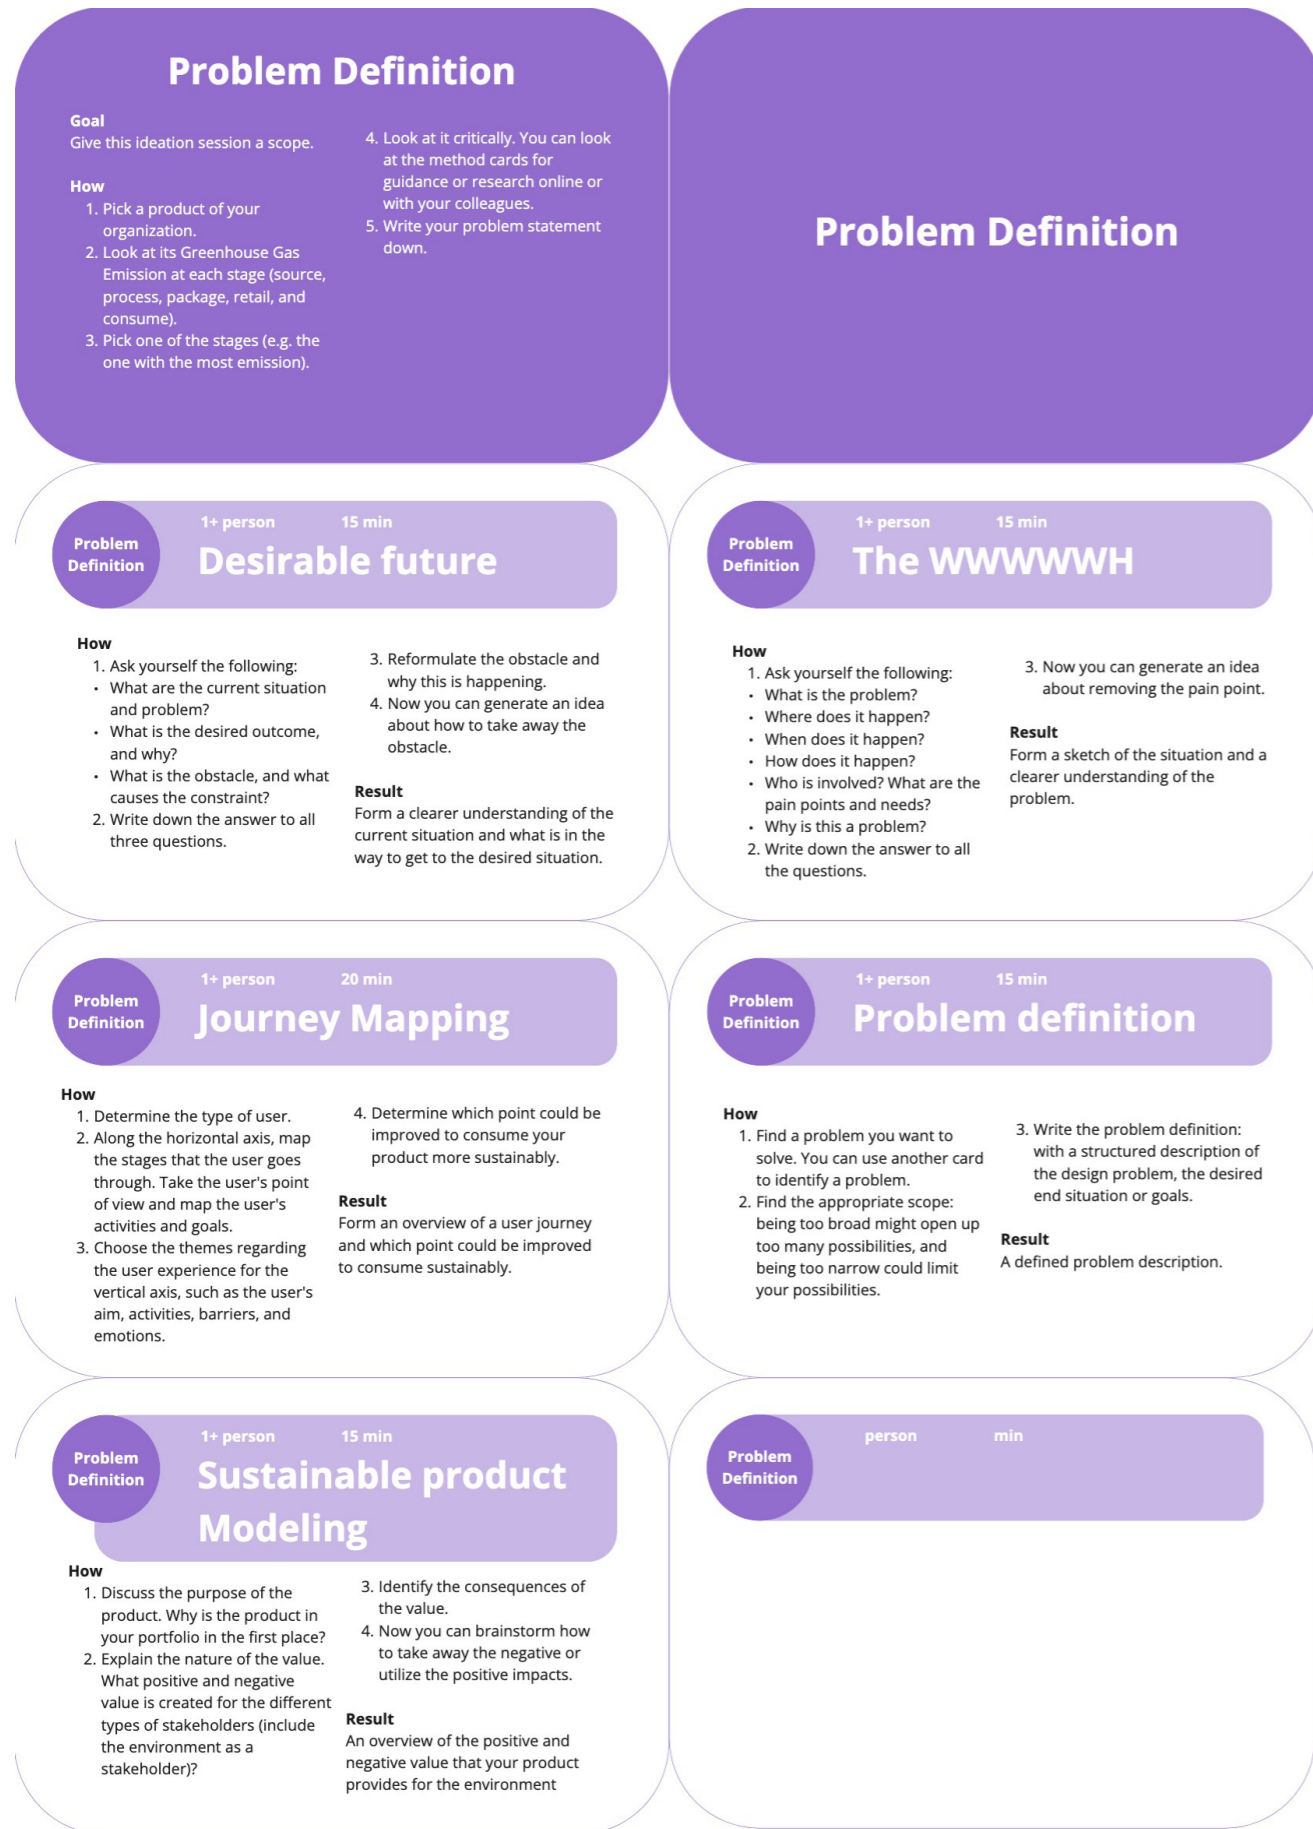 Problem Definition
Goal
Give this ideation session a scope.
How
1. Pick a product of your
organization.
2. Look at its Greenhouse Gas
Emission at each stage (source,
process, package, retail, and
consume).
3. Pick one of the stages (e.g. the
one with the most emission).
4. Look at it critically. You can look
at the method cards for
guidance or research online or
with your colleagues.
5. Write your problem statement
down.
Problem Definition
Problem
Definition
1+ person 15 min
Desirable future
How
1. Ask yourself the following:
• What are the current situation
and problem?
• What is the desired outcome,
and why?
• What is the obstacle, and what
causes the constraint?
2. Write down the answer to all
three questions.
3. Reformulate the obstacle and
why this is happening.
4. Now you can generate an idea
about how to take away the
obstacle.
Result
Form a clearer understanding of the
current situation and what is in the
way to get to the desired situation.
Problem
Definition
1+ person 15 min
The WWWWWH
How
1. Ask yourself the following:
• What is the problem?
• Where does it happen?
• When does it happen?
• How does it happen?
• Who is involved? What are the
pain points and needs?
• Why is this a problem?
2. Write down the answer to all
the questions.
3. Now you can generate an idea
about removing the pain point.
Result
Form a sketch of the situation and a
clearer understanding of the
problem.
Problem
Definition
1+ person 20 min
Journey Mapping
How
1. Determine the type of user.
2. Along the horizontal axis, map
the stages that the user goes
through. Take the user's point
of view and map the user's
activities and goals.
3. Choose the themes regarding
the user experience for the
vertical axis, such as the user's
aim, activities, barriers, and
emotions.
4. Determine which point could be
improved to consume your
product more sustainably.
Result
Form an overview of a user journey
and which point could be improved
to consume sustainably.
Problem
Definition
1+ person 15 min
Problem definition
How
1. Find a problem you want to
solve. You can use another card
to identify a problem.
2. Find the appropriate scope:
being too broad might open up
too many possibilities, and
being too narrow could limit
your possibilities.
3. Write the problem definition:
with a structured description of
the design problem, the desired
end situation or goals.
Result
A defined problem description.
Problem
Definition
1+ person 15 min
Sustainable product
Modeling
How
1. Discuss the purpose of the
product. Why is the product in
your portfolio in the first place?
2. Explain the nature of the value.
What positive and negative
value is created for the different
types of stakeholders (include
the environment as a
stakeholder)?
3. Identify the consequences of
the value.
4. Now you can brainstorm how
to take away the negative or
utilize the positive impacts.
Result
An overview of the positive and
negative value that your product
provides for the environment
Problem
Definition
person min